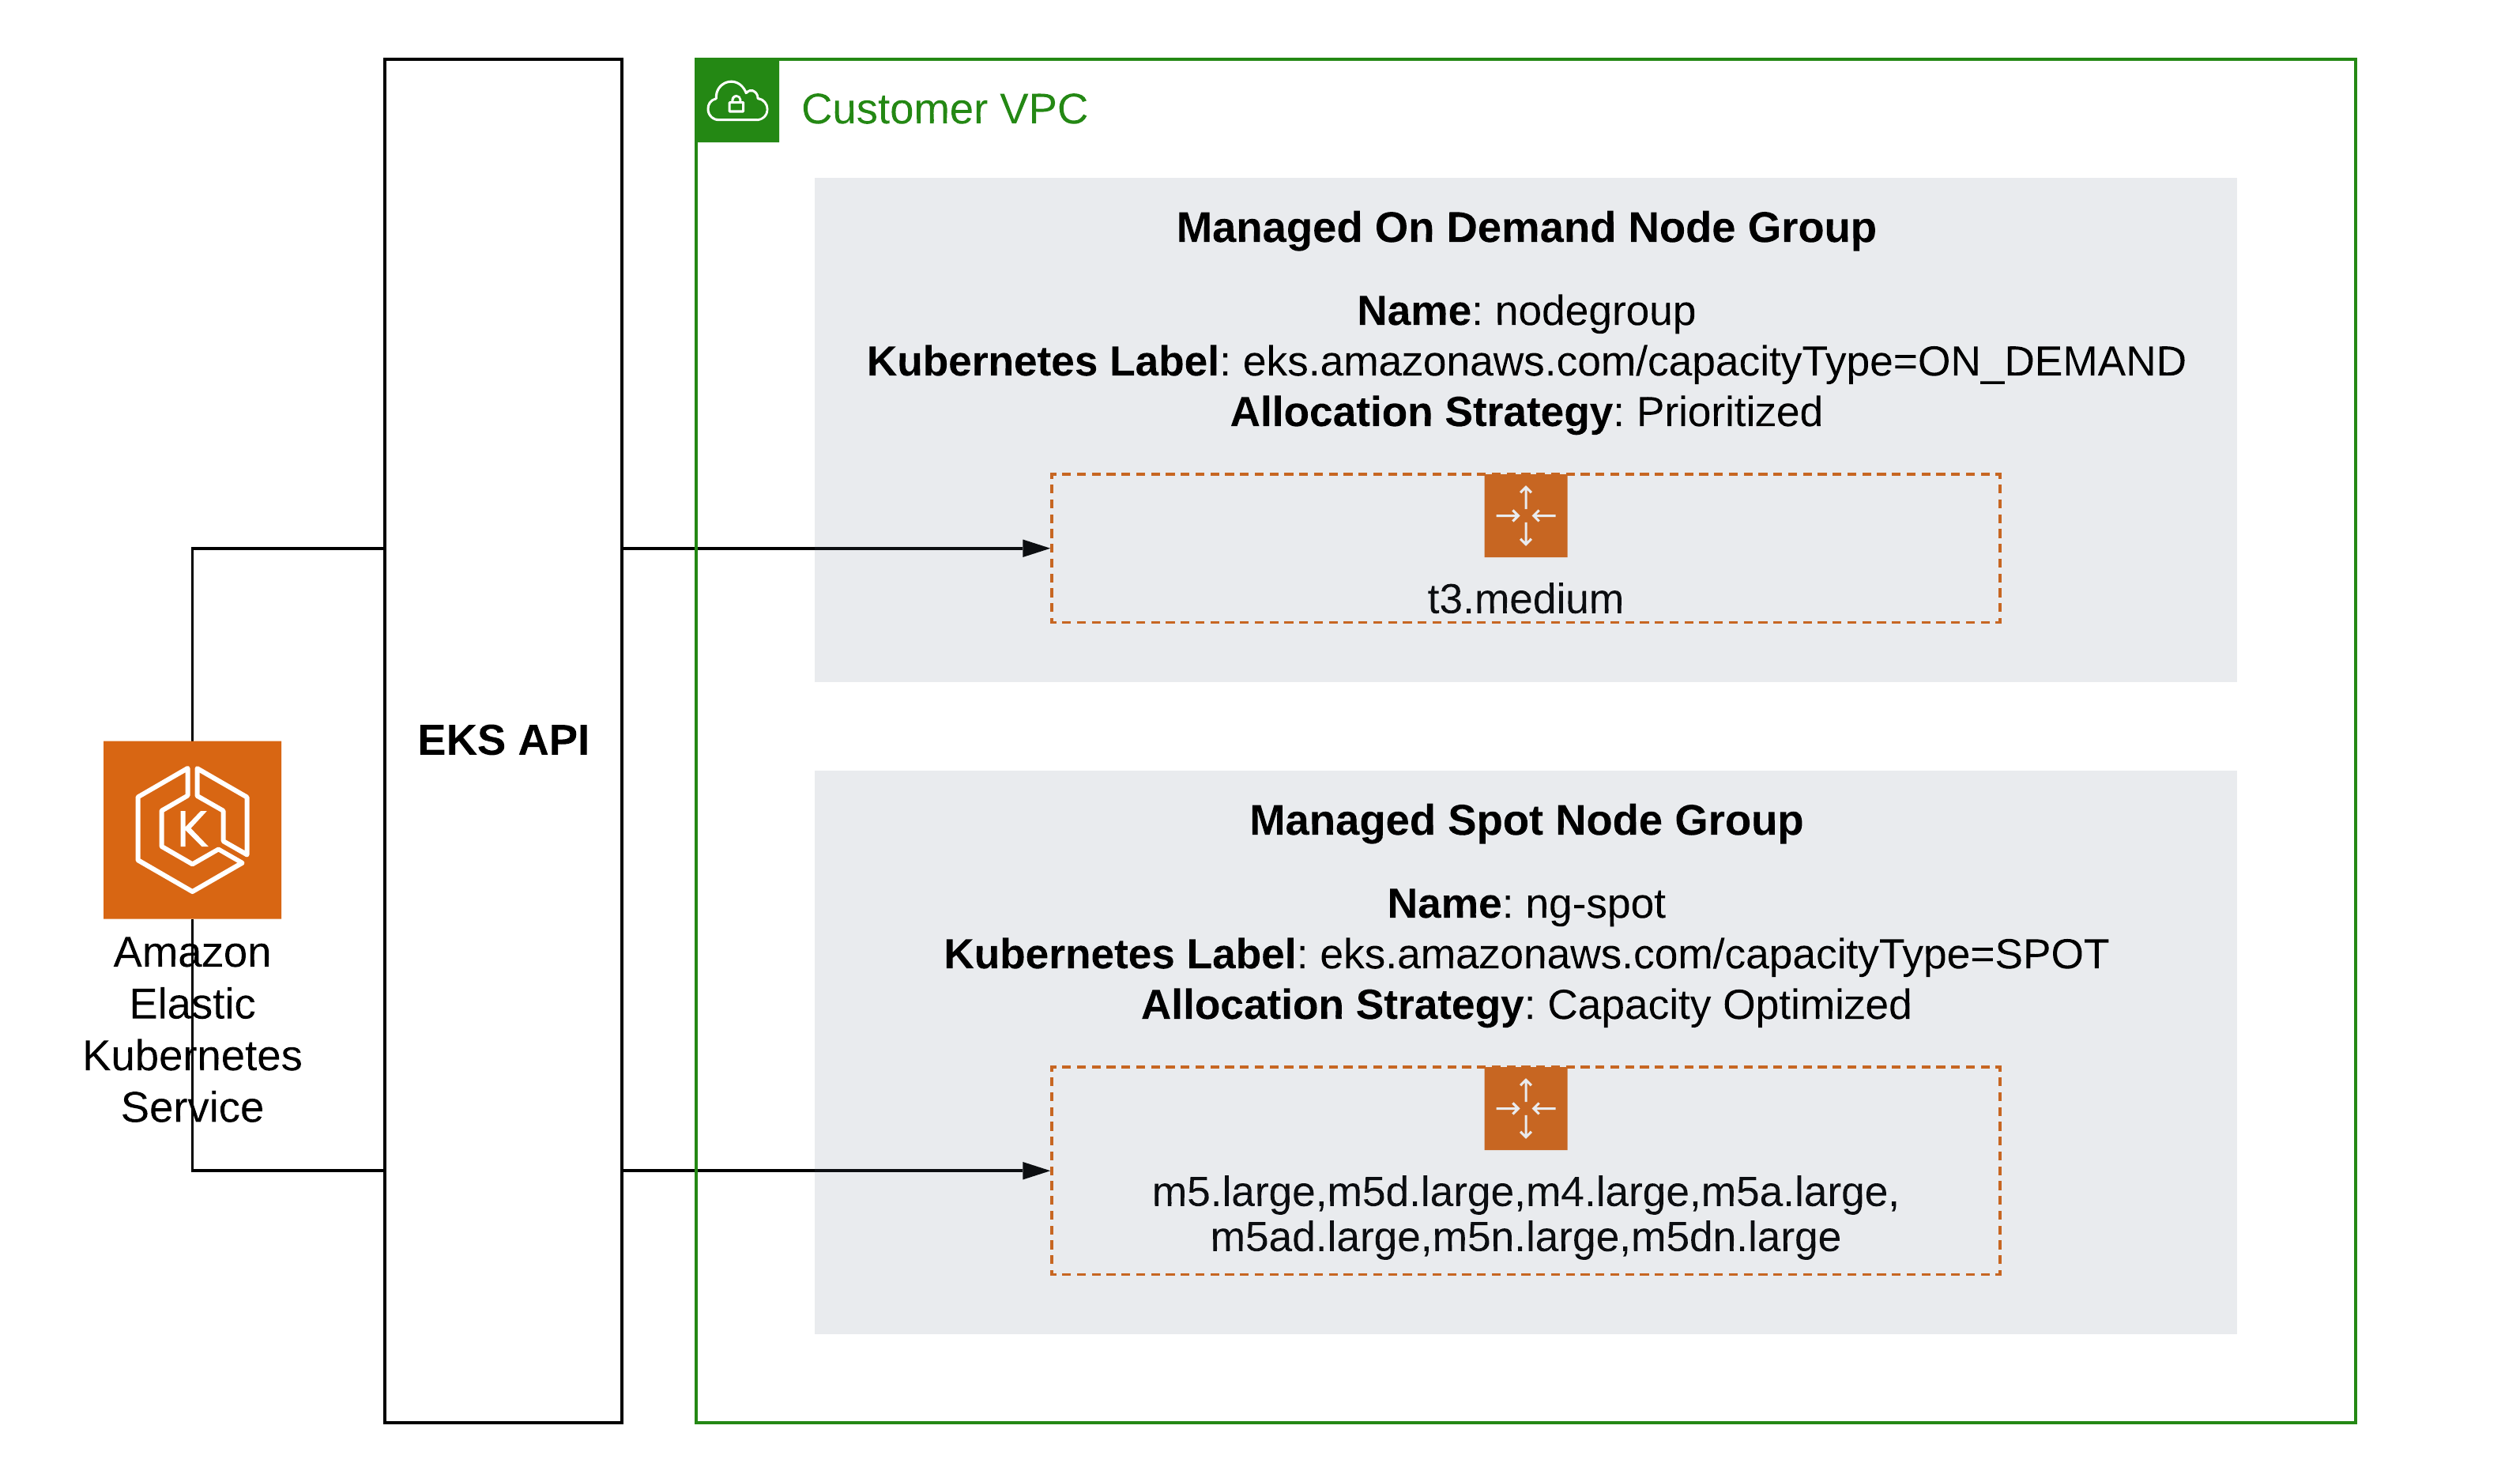 Customer VPC
Managed On Demand Node Group
Name: nodegroup
Kubernetes Label: eks.amazonaws.com/capacityType=ON_DEMAND
Allocation Strategy: Prioritized
t3.medium
EKS API
K
Amazon
Elastic
Kubernetes
Service
Managed Spot Node Group
Name: ng-spot
Kubernetes Label: eks.amazonaws.com/capacityType=SPOT
Allocation Strategy: Capacity Optimized
m5.large,m5d.large,m4.large,m5a.large,
m5ad.large,m5n.large,m5dn.large